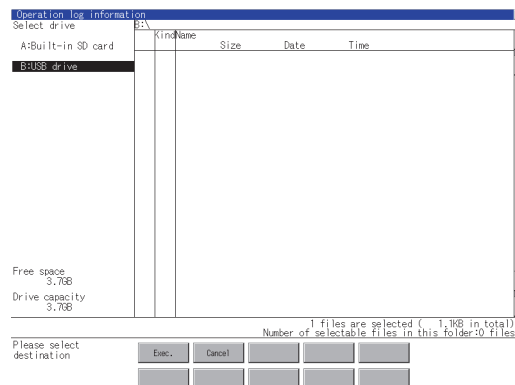 Operation log information
Select drive B:\
Kind Name
A:Built-in SD card Size Date Time
B:USB drive
Free space
3.7GB
Drive capacity
3.7GB
1 files are selected ( 1.1KB in total)
Number of selectable files in this folder:0 files
Please select
destination
Exec. Cancel